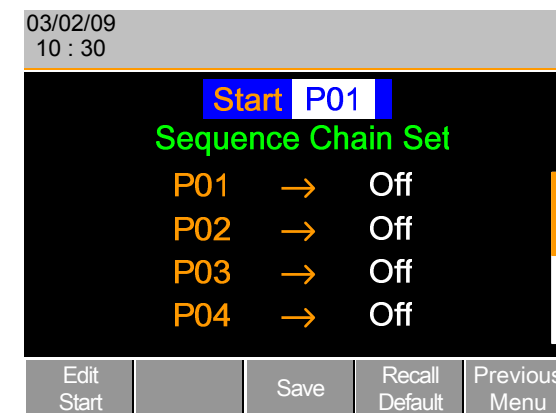 03/02/09
10 : 30
Start P01
Sequence Chain Set
P01 → Off
P02 → Off
P03 → Off
P04 → Off
Edit Start
Save
Recall Default
Previous Menu